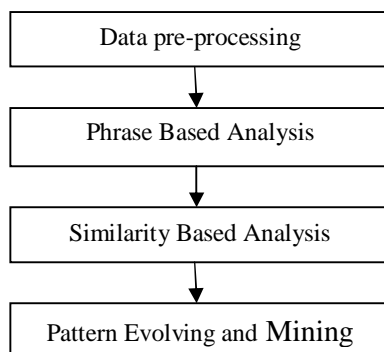 Data pre-processing
Phrase Based Analysis
Similarity Based Analysis
Pattern Evolving and Mining